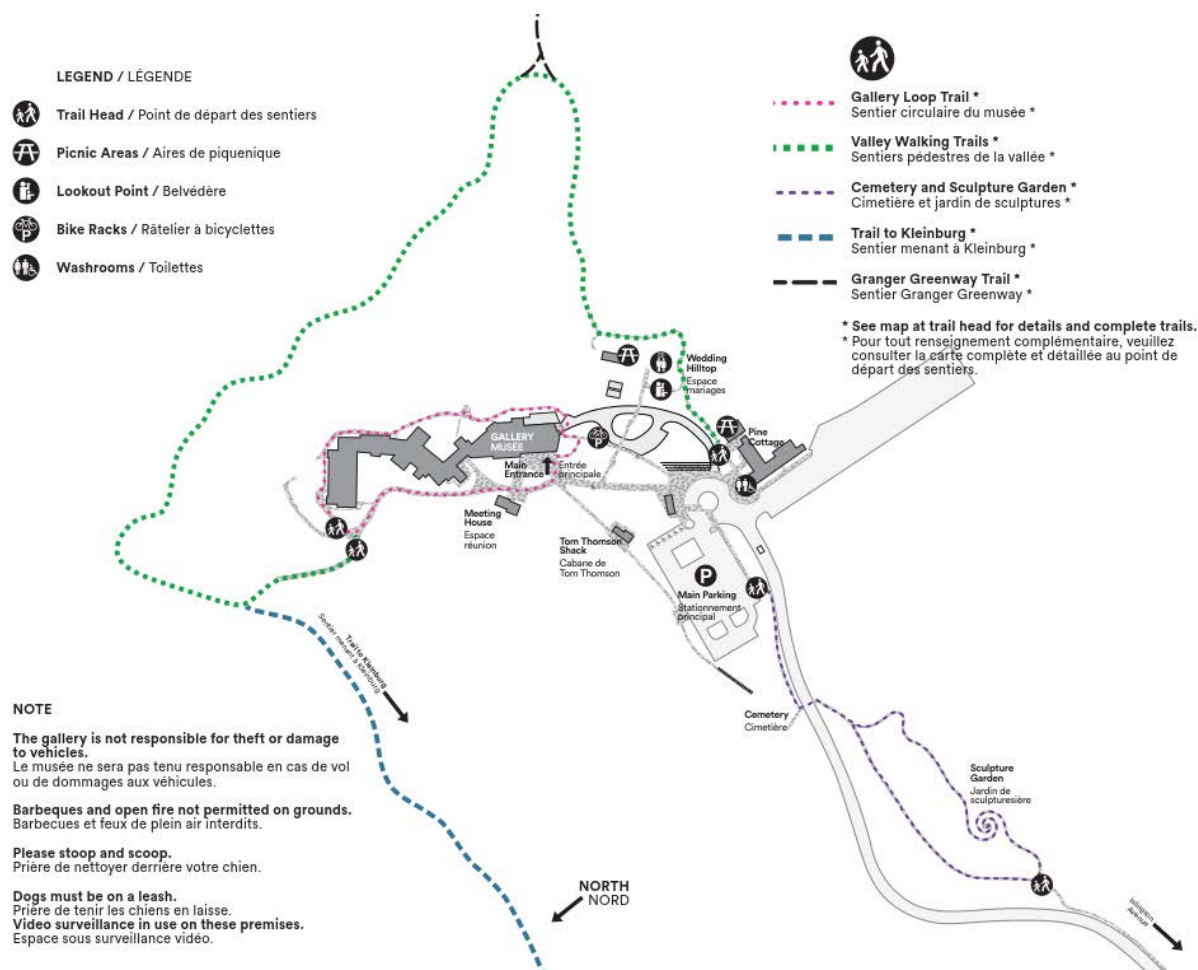 LEGEND / LÉGENDE
Trail Head / Point de départ des sentiers
Picnic Areas / Aires de piquenique
Lookout Point / Belvédère
P
Bike Racks / Râtelier à bicyclettes
Washrooms / Toilettes
Gallery Loop Trail *
Sentier circulaire du musée *
Valley Walking Trails *
Sentiers pédestres de la vallée *
Cemetery and Sculpture Garden *
Cimetière et jardin de sculptures *
Trail to Kleinburg *
Sentier menant à Kleinburg *
Granger Greenway Trail *
Sentier Granger Greenway *
* See map at trail head for details and complete trails.
* Pour tout renseignement complémentaire, veuillez
consulter la carte complète et détaillée au point de
départ des sentiers.
Wedding
Hilltop
Espace
mariages
Pine
Cottage
GALLERY
MUSÉE
P
Main
Entrance
Entrée
principale
Meeting
House
Espace
réunion
Tom Thomson
Shack
Cabane de
Tom Thomson
P
Main Parking
Stationnement
principal
Trail to Kleinburg
Sentier menant à Kleinburg
Cemetery
Cimetière
Sculpture
Garden
Jardin de
sculpturesière
Islington
Avenue
NORTH
NORD
NOTE
The gallery is not responsible for theft or damage
to vehicles.
Le musée ne sera pas tenu responsable en cas de vol
ou de dommages aux véhicules.
Barbeques and open fire not permitted on grounds.
Barbecues et feux de plein air interdits.
Please stoop and scoop.
Prière de nettoyer derrière votre chien.
Dogs must be on a leash.
Prière de tenir les chiens en laisse.
Video surveillance in use on these premises.
Espace sous surveillance vidéo.